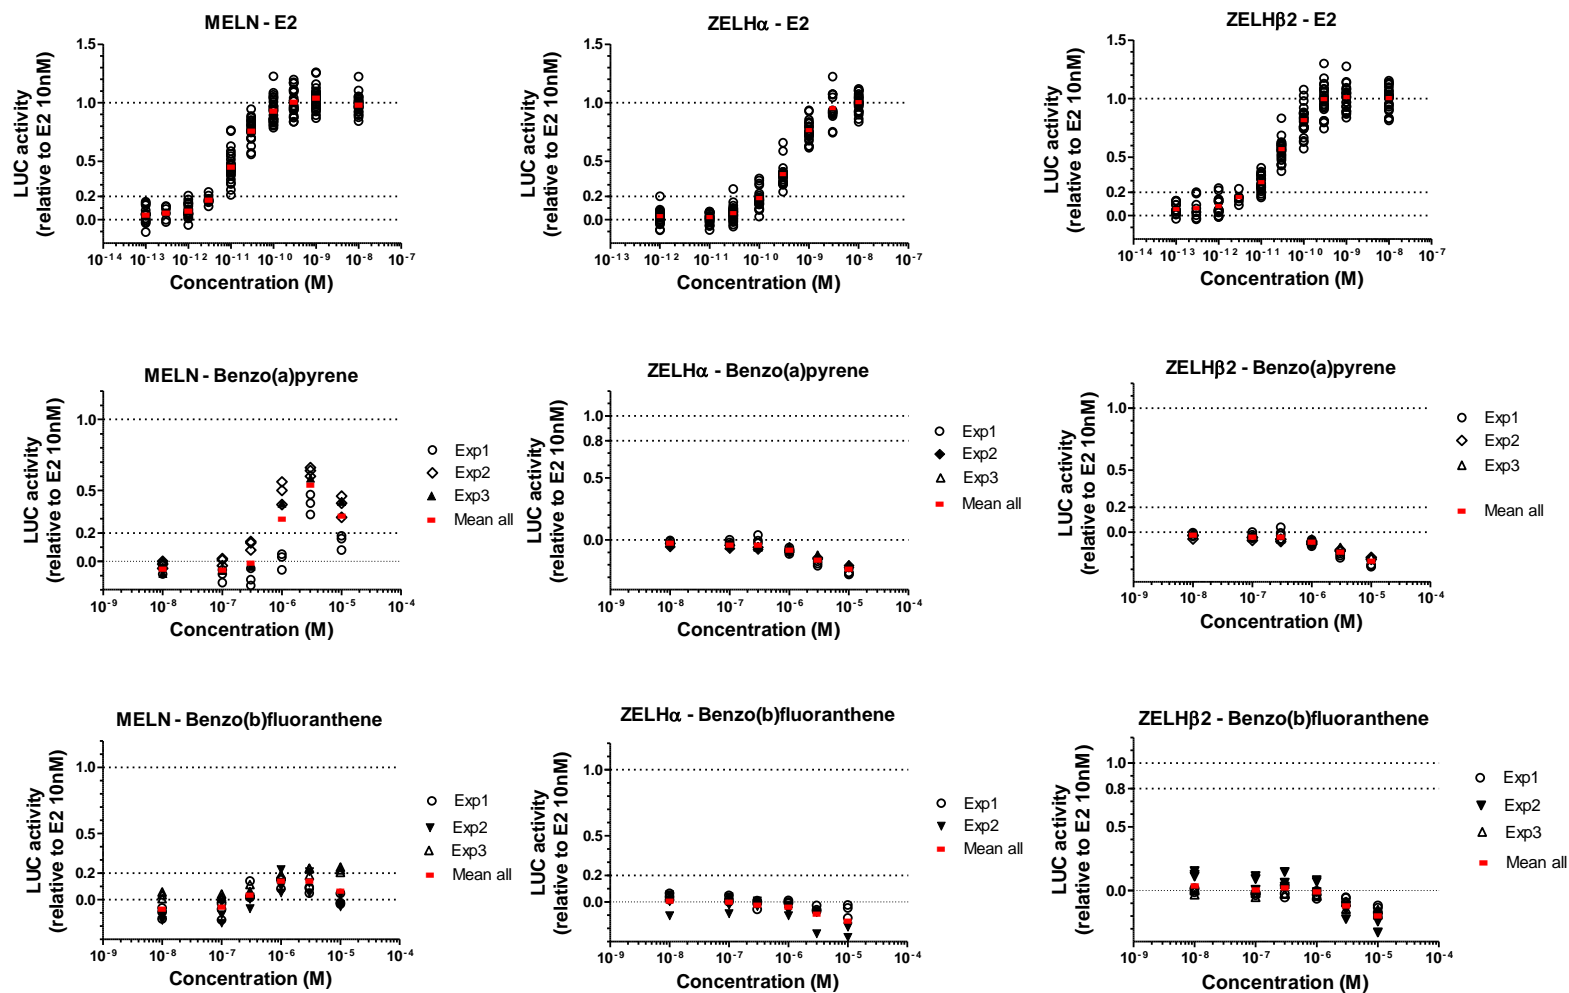 MELN - E2
LUC activity
(relative to E2 10nM)
1.5
1.0
0.5
0.2
0.0
10-14 10-13 10-12 10-11 10-10 10-9 10-8 10-7
Concentration (M)
ZELHα - E2
LUC activity
(relative to E2 10nM)
1.5
1.0
0.5
0.2
0.0
10-13 10-12 10-11 10-10 10-9 10-8 10-7
Concentration (M)
ZELHβ2 - E2
LUC activity
(relative to E2 10nM)
1.5
1.0
0.5
0.2
0.0
10-14 10-13 10-12 10-11 10-10 10-9 10-8 10-7
Concentration (M)
MELN - Benzo(a)pyrene
LUC activity
(relative to E2 10nM)
1.0
0.5
0.2
0.0
10-9 10-8 10-7 10-6 10-5 10-4
Concentration (M)
Exp1
Exp2
Exp3
Mean all
ZELHα - Benzo(a)pyrene
LUC activity
(relative to E2 10nM)
1.0
0.8
0.5
0.0
10-9 10-8 10-7 10-6 10-5 10-4
Concentration (M)
Exp1
Exp2
Exp3
Mean all
ZELHβ2 - Benzo(a)pyrene
LUC activity
(relative to E2 10nM)
1.0
0.5
0.2
0.0
10-9 10-8 10-7 10-6 10-5 10-4
Concentration (M)
Exp1
Exp2
Exp3
Mean all
MELN - Benzo(b)fluoranthene
LUC activity
(relative to E2 10nM)
1.0
0.5
0.2
0.0
10-9 10-8 10-7 10-6 10-5 10-4
Concentration (M)
Exp1
Exp2
Exp3
Mean all
ZELHα - Benzo(b)fluoranthene
LUC activity
(relative to E2 10nM)
1.0
0.5
0.2
0.0
10-9 10-8 10-7 10-6 10-5 10-4
Concentration (M)
Exp1
Exp2
Mean all
ZELHβ2 - Benzo(b)fluoranthene
LUC activity
(relative to E2 10nM)
1.0
0.8
0.5
0.0
10-9 10-8 10-7 10-6 10-5 10-4
Concentration (M)
Exp1
Exp2
Exp3
Mean all